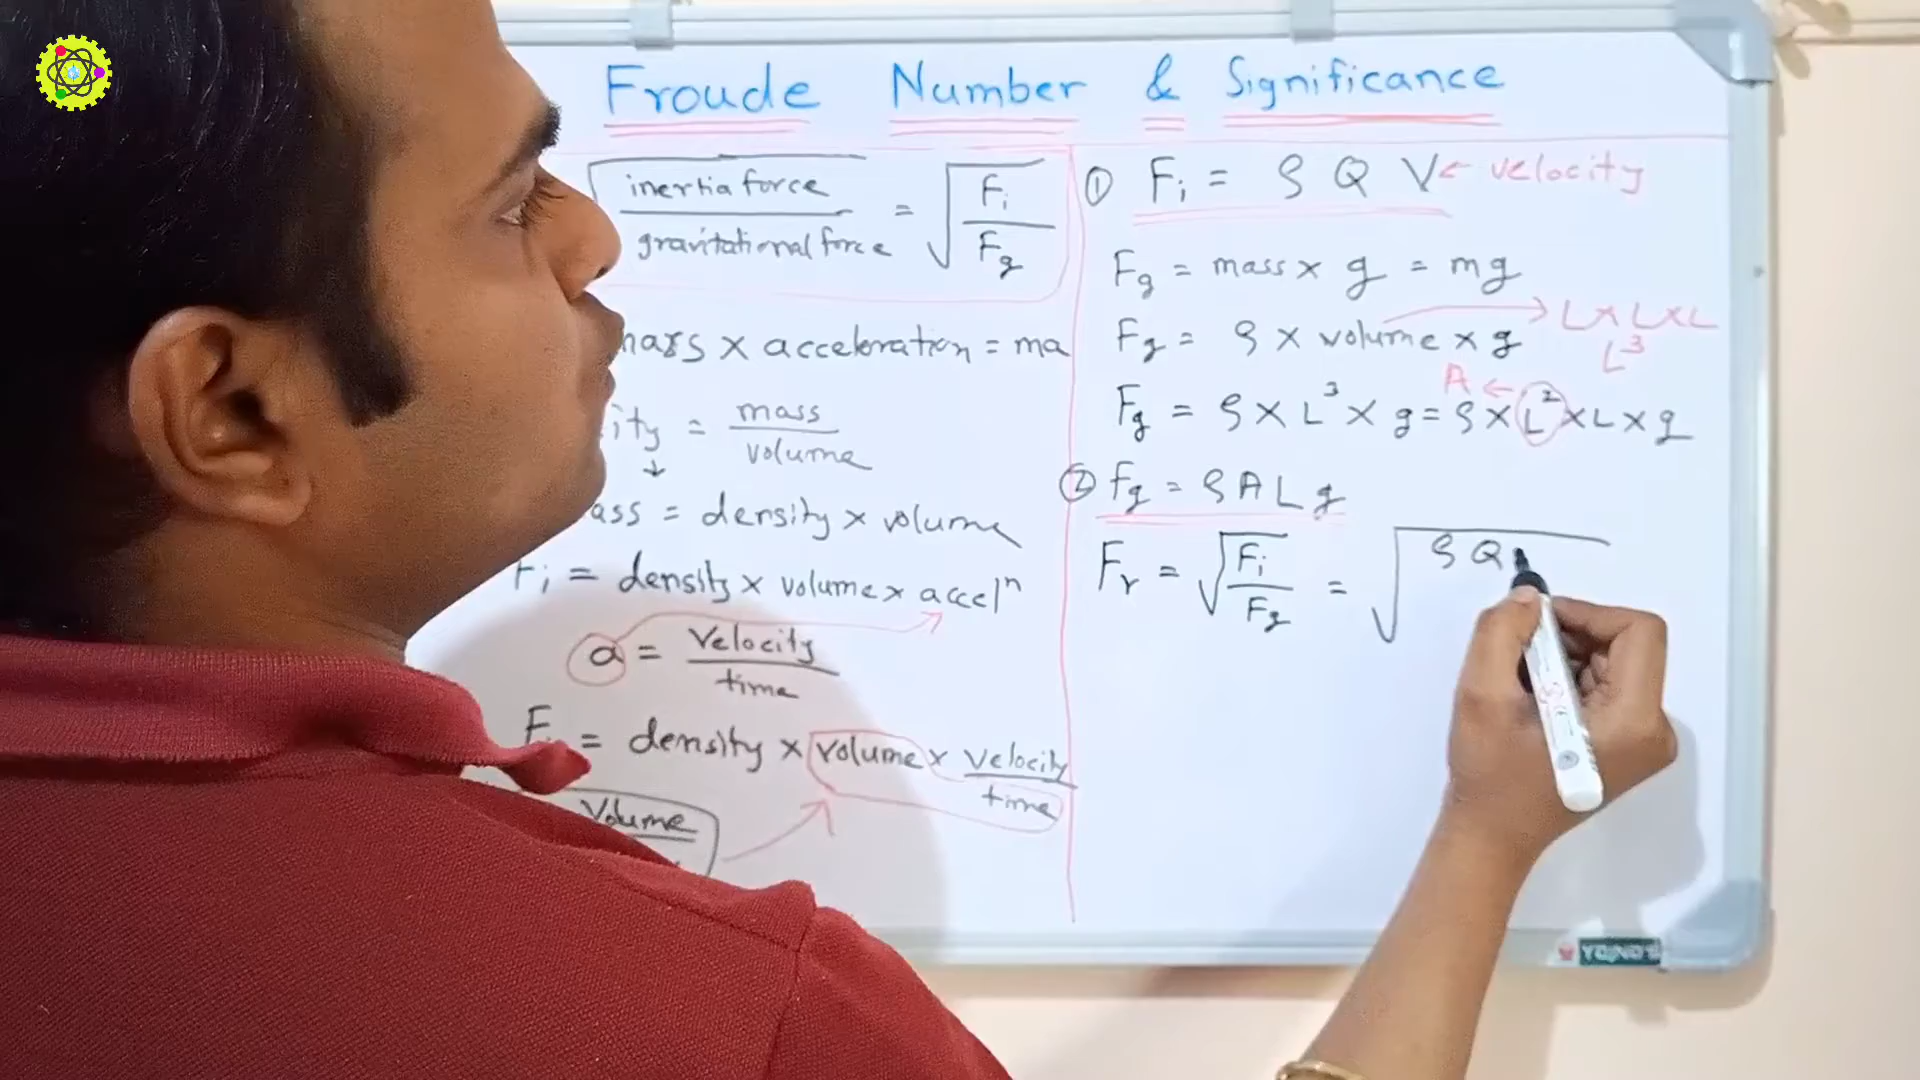 Froude Number & Significance
√ inertia force / gravitational force = √ Fi / Fg
mass × acceleration = ma
ity = mass / volume
↓
ass = density × volume
Fi = density × volume × accelⁿ
a = Velocity / time
Fi = density × volume × velocity / time
Volume
① Fi = ρ Q V ← velocity
Fg = mass × g = mg
Fg = ρ × volume × g → L×L×L
L³
A ←
Fg = ρ × L³ × g = ρ × L² × L × g
② Fg = ρ A L g
Fr = √ Fi / Fg = √ ρ Q